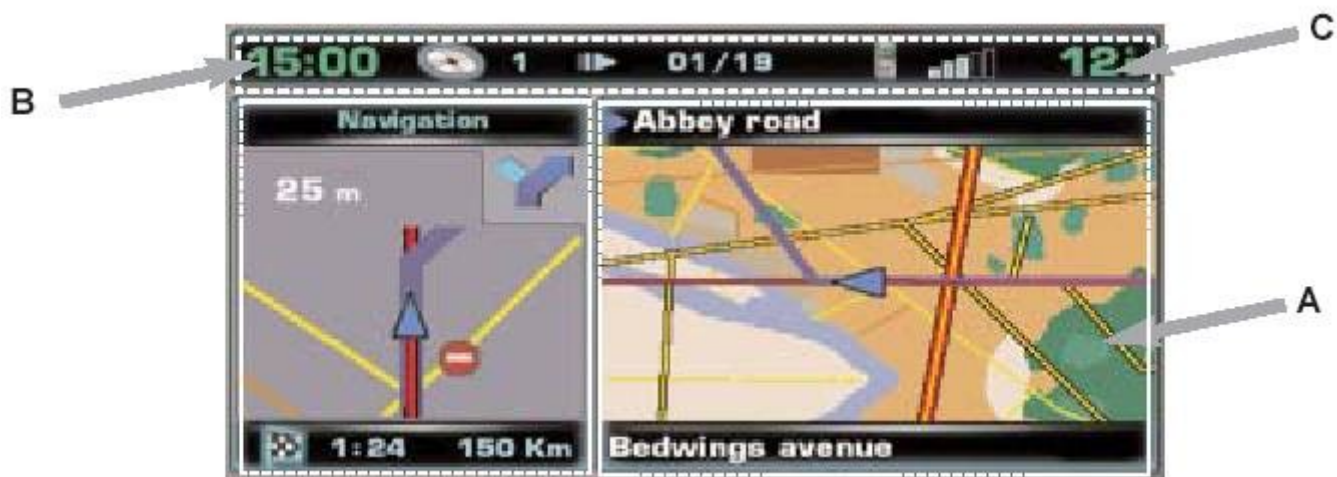 C
15:00 1 01/19 12°
B
Navigation
Abbey road
25 m
A
1:24 150 Km
Bedwings avenue